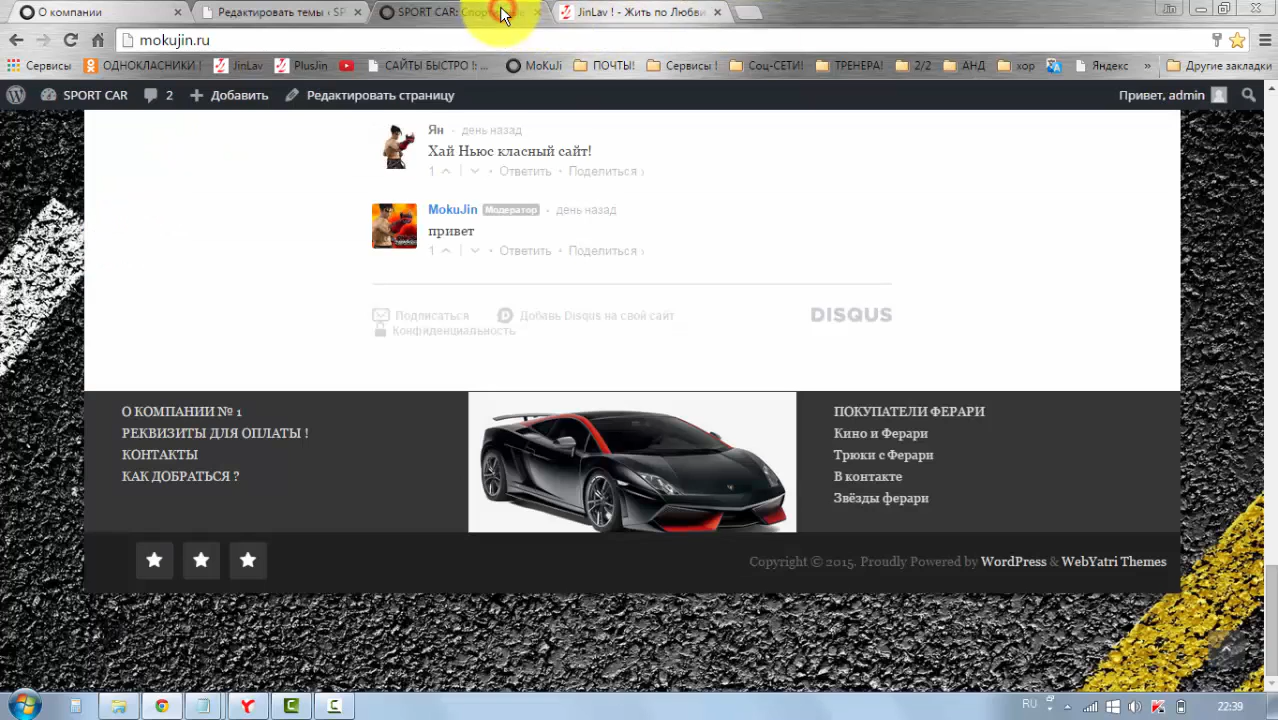 О компании
Редактировать темы ‹ SP
SPORT CAR:
JinLav ! - Жить по Любви
mokujin.ru
Сервисы
ОДНОКЛАСНИКИ !
JinLav
PlusJin
САЙТЫ БЫСТРО !: ...
MoKuJi
ПОЧТЫ!
Сервисы !
Соц-СЕТИ!
ТРЕНЕРА!
2/2
АНД
хор
Яндекс
»
Другие закладки
SPORT CAR
2
Добавить
Редактировать страницу
Привет, admin
Ян • день назад
Хай Ньюс класный сайт!
1 • Ответить • Поделиться ›
MokuJin Модератор • день назад
привет
1 • Ответить • Поделиться ›
Подписаться
Добавь Disqus на свой сайт
DISQUS
Конфиденциальность
О КОМПАНИИ № 1
РЕКВИЗИТЫ ДЛЯ ОПЛАТЫ !
КОНТАКТЫ
КАК ДОБРАТЬСЯ ?
ПОКУПАТЕЛИ ФЕРАРИ
Кино и Ферари
Трюки с Ферари
В контакте
Звёзды ферари
Copyright © 2015. Proudly Powered by WordPress & WebYatri Themes
RU
22:39